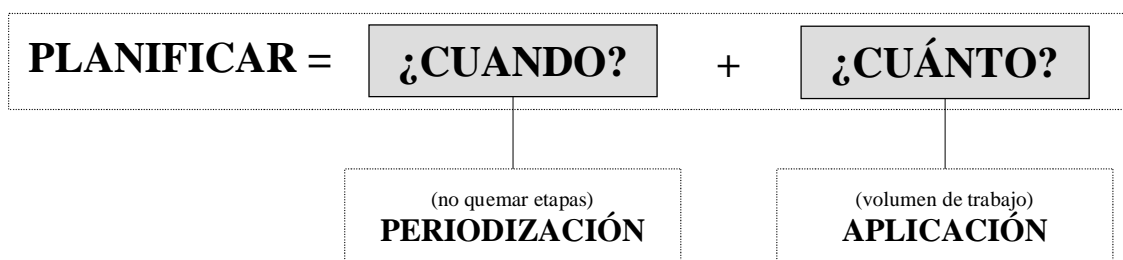 PLANIFICAR = ¿CUANDO? + ¿CUÁNTO?
(no quemar etapas)
PERIODIZACIÓN
(volumen de trabajo)
APLICACIÓN